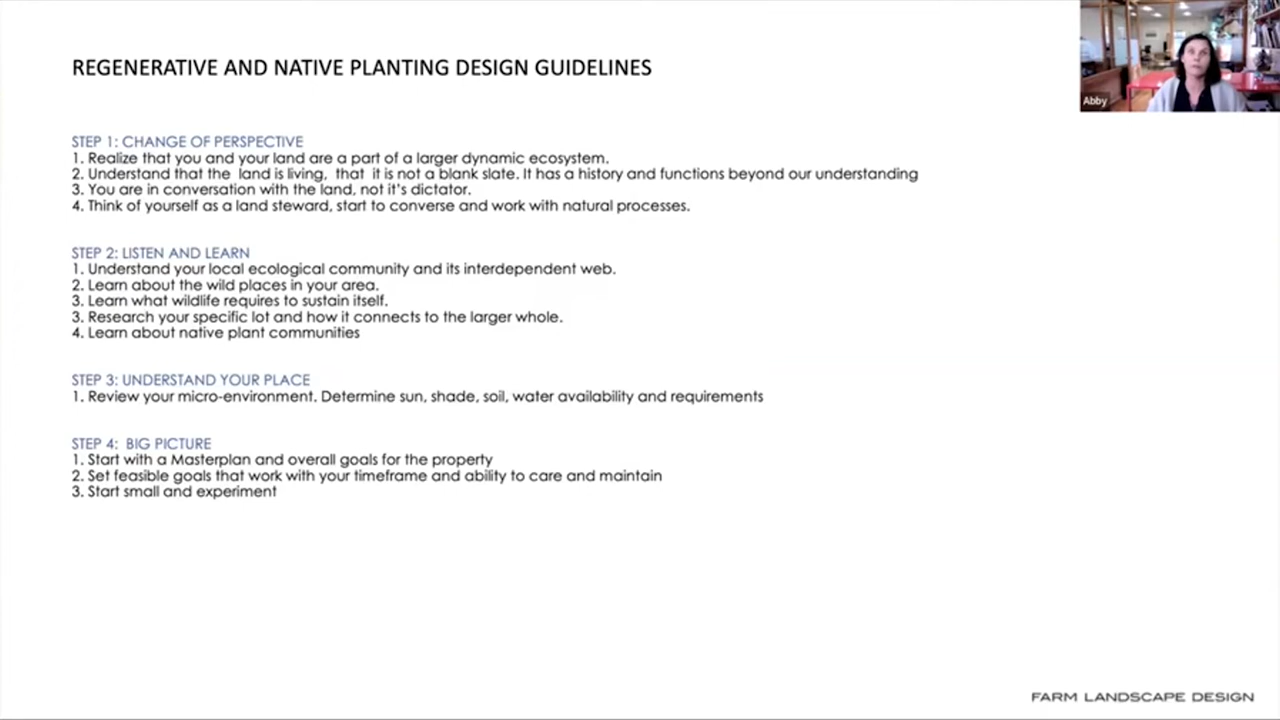 REGENERATIVE AND NATIVE PLANTING DESIGN GUIDELINES
Abby
STEP 1: CHANGE OF PERSPECTIVE
1. Realize that you and your land are a part of a larger dynamic ecosystem.
2. Understand that the land is living, that it is not a blank slate. It has a history and functions beyond our understanding
3. You are in conversation with the land, not it's dictator.
4. Think of yourself as a land steward, start to converse and work with natural processes.
STEP 2: LISTEN AND LEARN
1. Understand your local ecological community and its interdependent web.
2. Learn about the wild places in your area.
3. Learn what wildlife requires to sustain itself.
3. Research your specific lot and how it connects to the larger whole.
4. Learn about native plant communities
STEP 3: UNDERSTAND YOUR PLACE
1. Review your micro-environment. Determine sun, shade, soil, water availability and requirements
STEP 4: BIG PICTURE
1. Start with a Masterplan and overall goals for the property
2. Set feasible goals that work with your timeframe and ability to care and maintain
3. Start small and experiment
FARM LANDSCAPE DESIGN